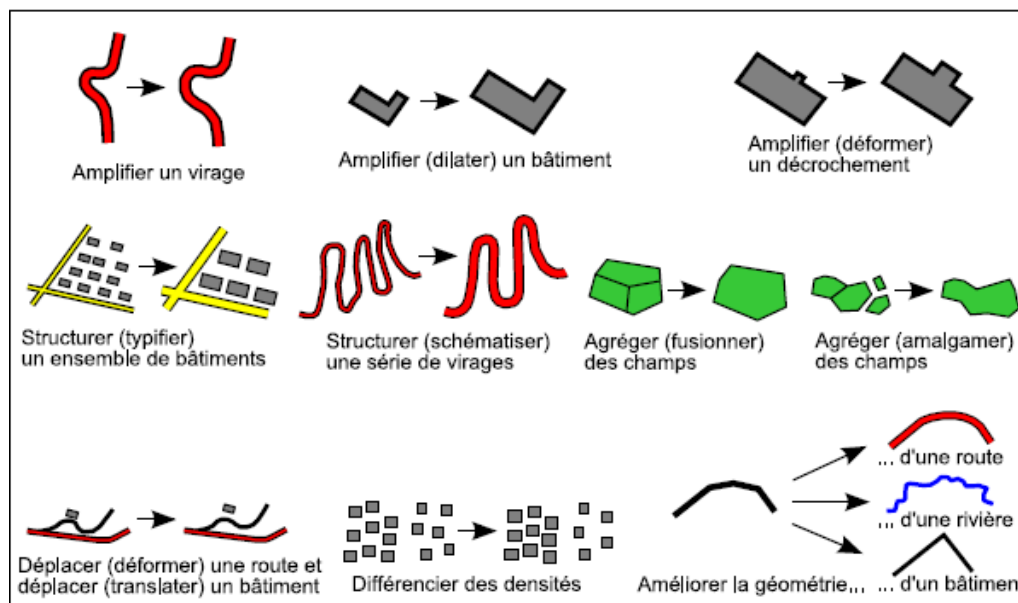 Amplifier un virage
Amplifier (dilater) un bâtiment
Amplifier (déformer)
un décrochement
Structurer (typifier)
un ensemble de bâtiments
Structurer (schématiser)
une série de virages
Agréger (fusionner)
des champs
Agréger (amalgamer)
des champs
Déplacer (déformer) une route et
déplacer (translater) un bâtiment
Différencier des densités
Améliorer la géométrie...
... d'une route
... d'une rivière
... d'un bâtimen